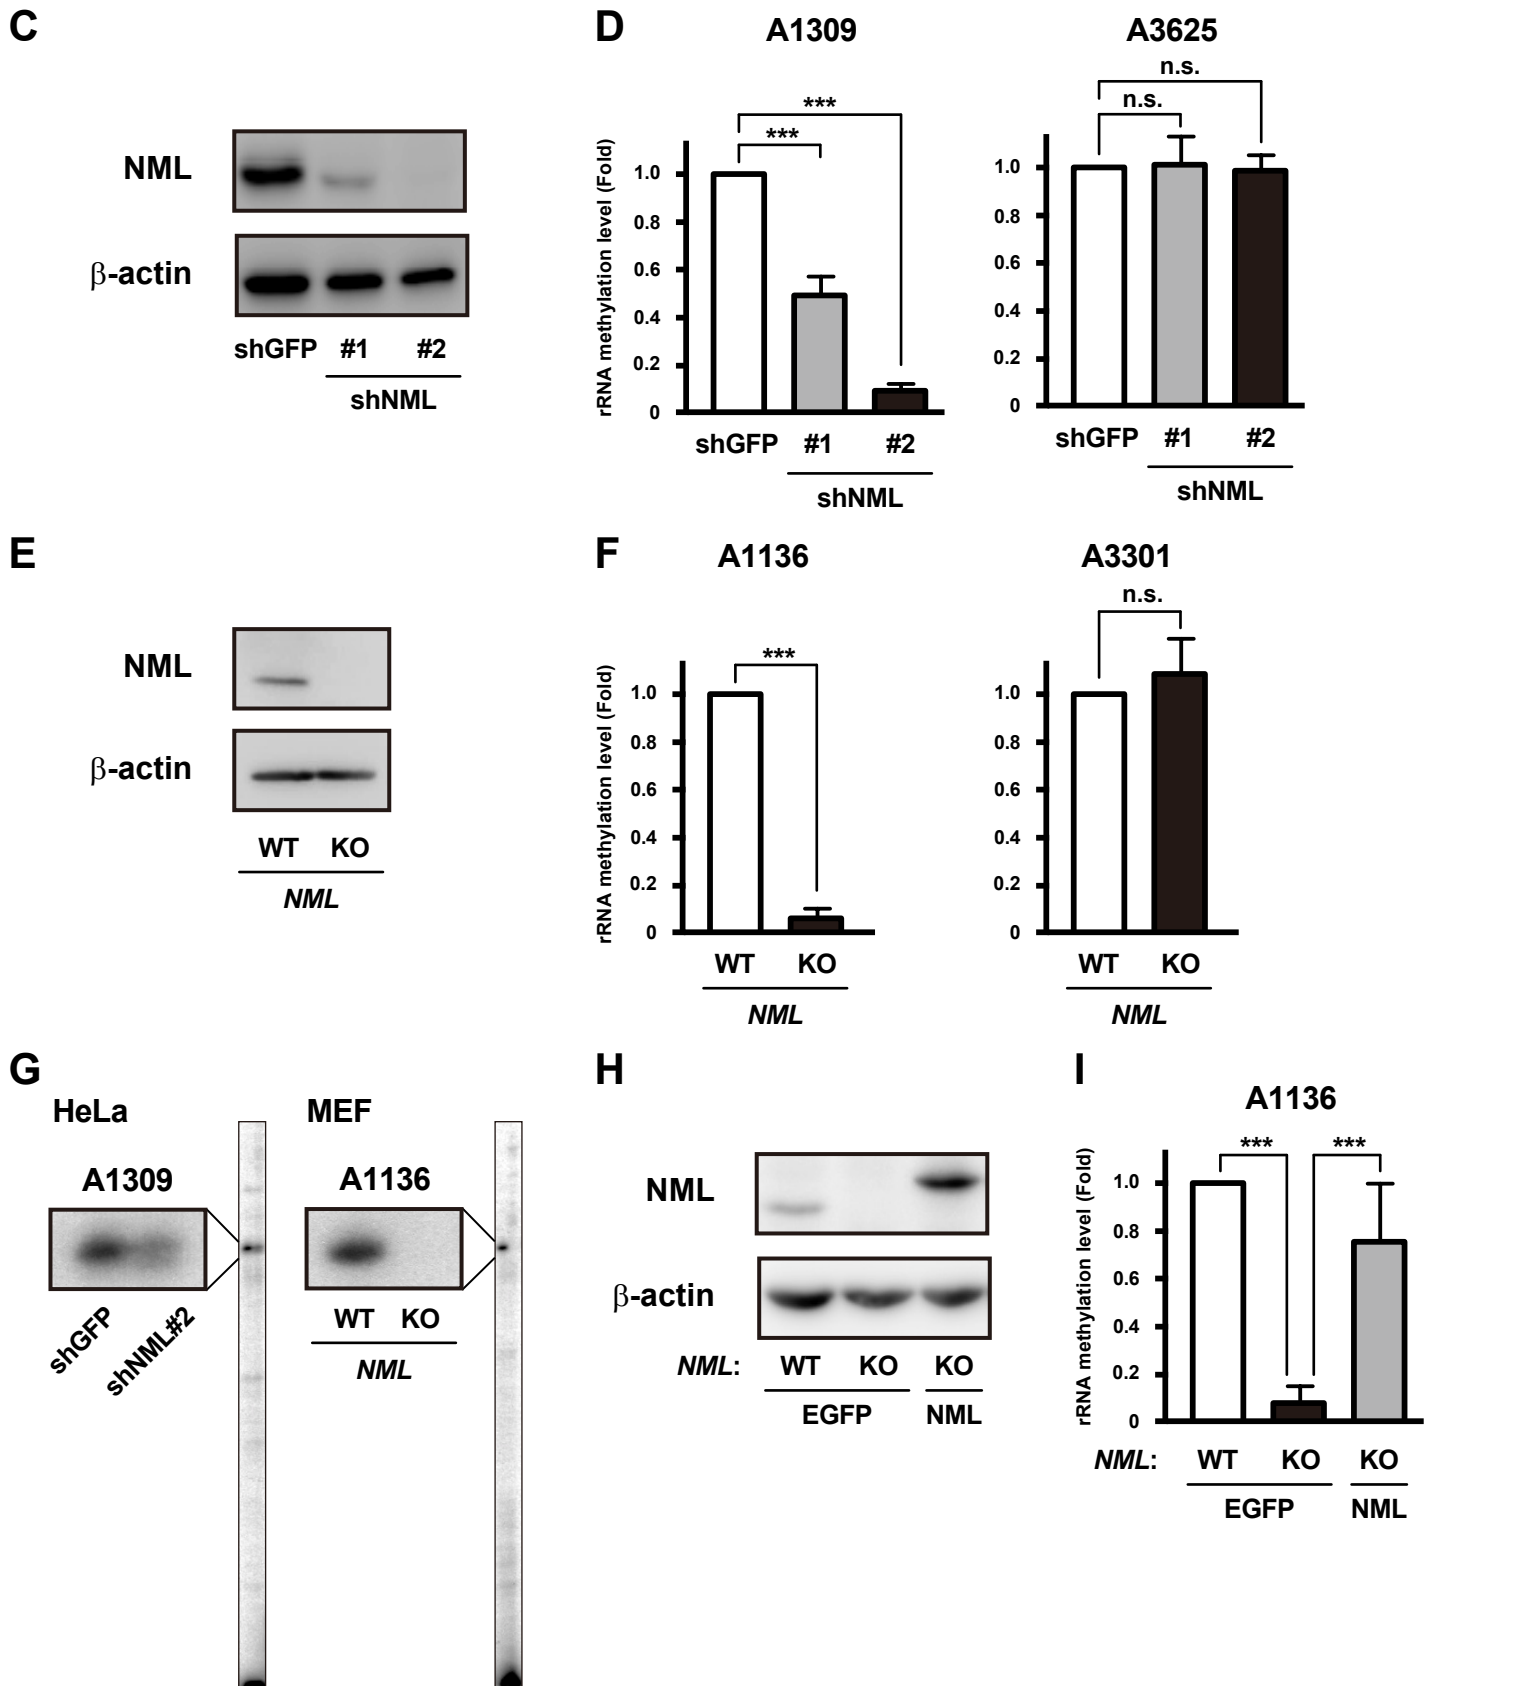 C
NML
β-actin
shGFP #1 #2
shNML
D
A1309
A3625
rRNA methylation level (Fold)
1.0
0.8
0.6
0.4
0.2
0
***
***
shGFP #1 #2
shNML
n.s.
n.s.
1.0
0.8
0.6
0.4
0.2
0
shGFP #1 #2
shNML
E
NML
β-actin
WT KO
NML
F
A1136
A3301
rRNA methylation level (Fold)
1.0
0.8
0.6
0.4
0.2
0
***
WT KO
NML
n.s.
1.0
0.8
0.6
0.4
0.2
0
WT KO
NML
G
HeLa
A1309
shGFP
shNML#2
MEF
A1136
WT KO
NML
H
NML
β-actin
NML: WT KO KO
EGFP NML
I
A1136
rRNA methylation level (Fold)
1.0
0.8
0.6
0.4
0.2
0
*** ***
NML: WT KO KO
EGFP NML